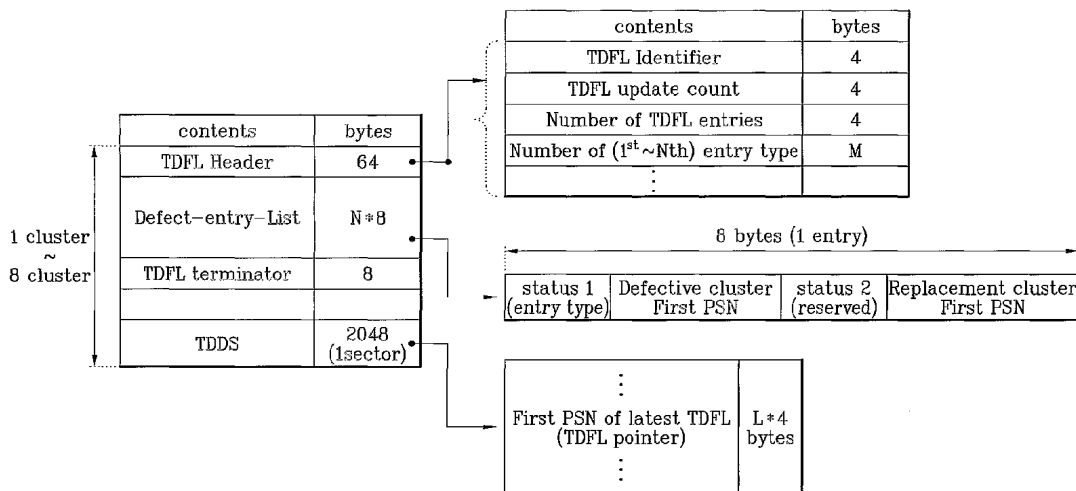 contents bytes
TDFL Identifier 4
TDFL update count 4
Number of TDFL entries 4
Number of (1st~Nth) entry type M
⋮
contents bytes
TDFL Header 64
Defect-entry-List N*8
TDFL terminator 8
TDDS 2048
(1sector)
1 cluster
~
8 cluster
8 bytes (1 entry)
status 1 Defective cluster status 2 Replacement cluster
(entry type) First PSN (reserved) First PSN
⋮
First PSN of latest TDFL L*4
(TDFL pointer) bytes
⋮